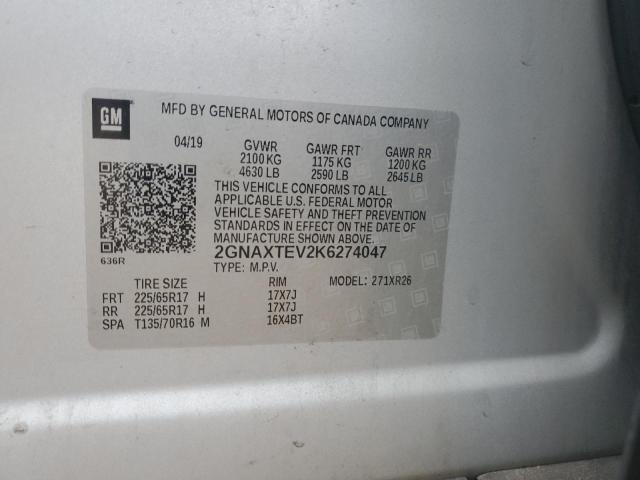 GM
MFD BY GENERAL MOTORS OF CANADA COMPANY
04/19 GVWR GAWR FRT GAWR RR
2100 KG 1175 KG 1200 KG
4630 LB 2590 LB 2645 LB
THIS VEHICLE CONFORMS TO ALL
APPLICABLE U.S. FEDERAL MOTOR
VEHICLE SAFETY AND THEFT PREVENTION
STANDARDS IN EFFECT ON THE DATE OF
MANUFACTURE SHOWN ABOVE.
636R 2GNAXTEV2K6274047
TYPE: M.P.V.
TIRE SIZE RIM MODEL: 271XR26
FRT 225/65R17 H 17X7J
RR 225/65R17 H 17X7J
SPA T135/70R16 M 16X4BT